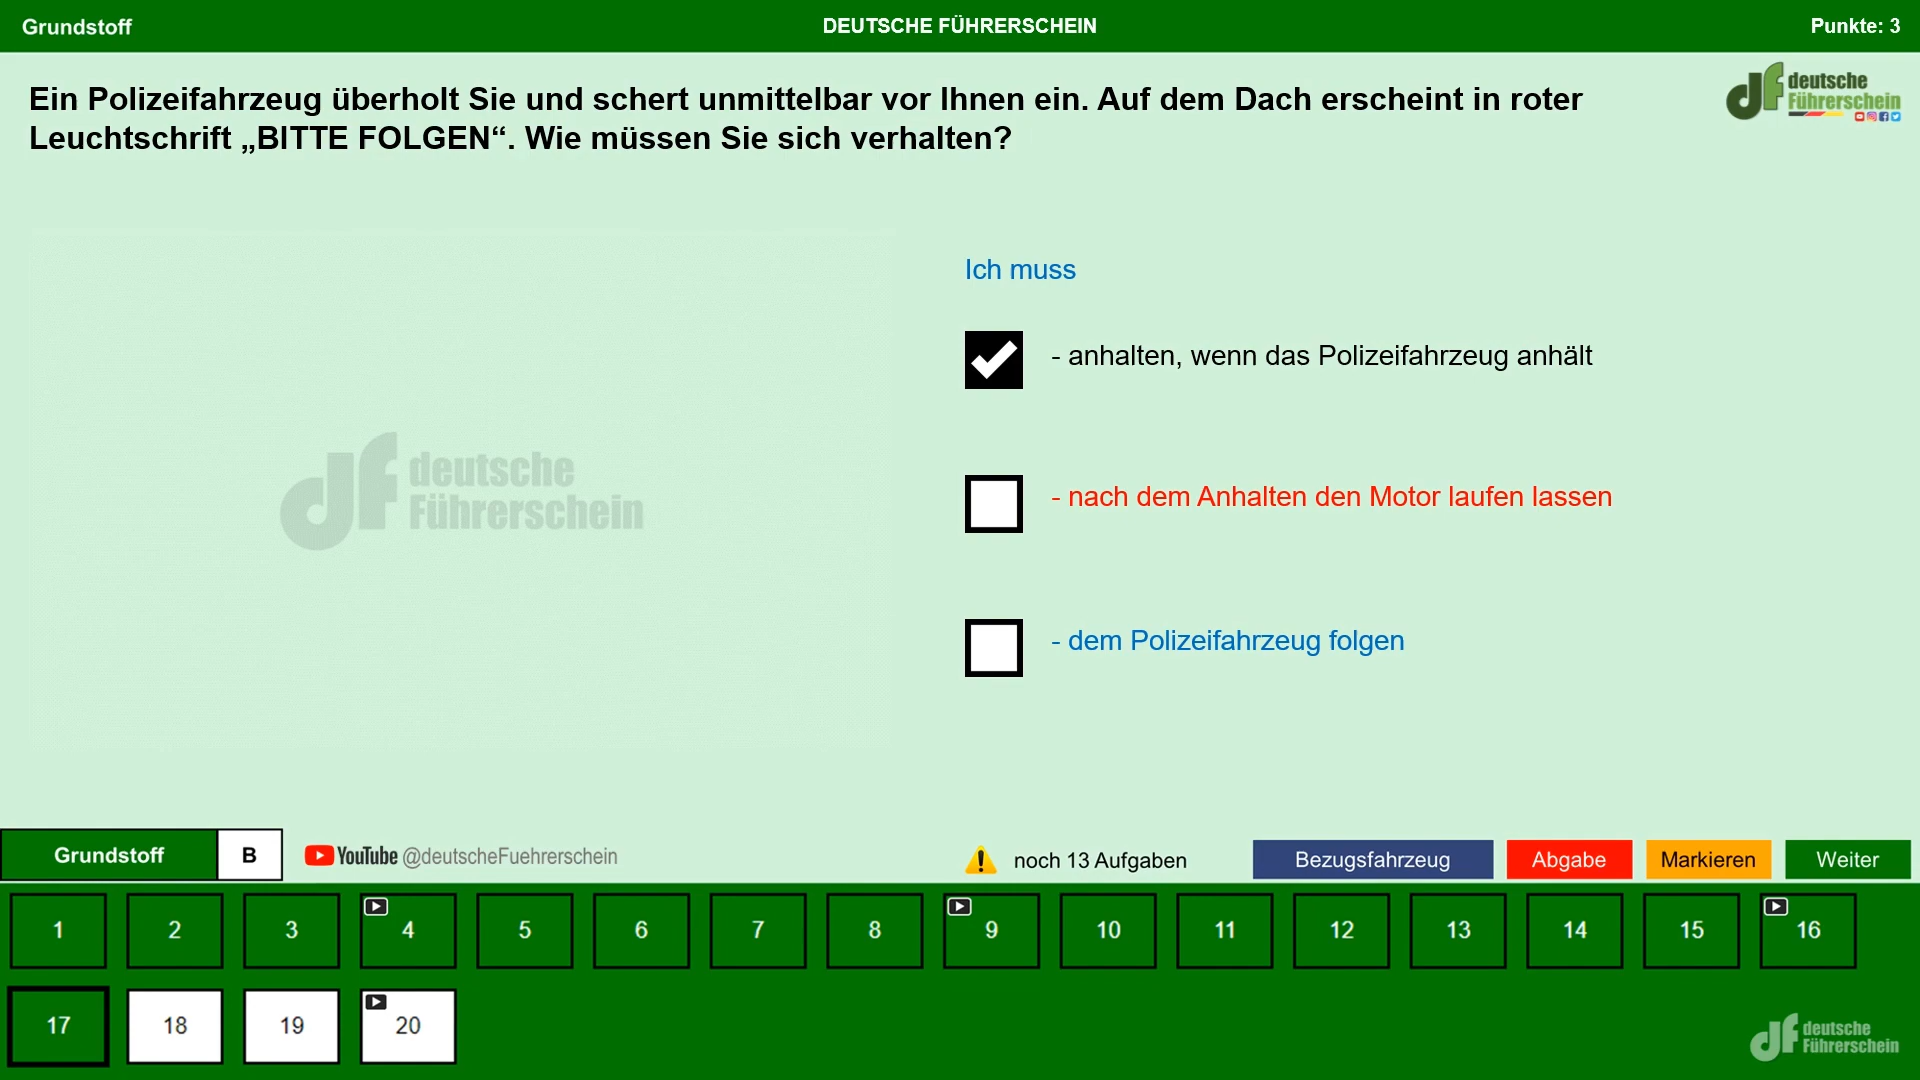 Grundstoff
DEUTSCHE FÜHRERSCHEIN
Punkte: 3
Ein Polizeifahrzeug überholt Sie und schert unmittelbar vor Ihnen ein. Auf dem Dach erscheint in roter
Leuchtschrift „BITTE FOLGEN“. Wie müssen Sie sich verhalten?
df deutsche
Führerschein
Ich muss
- anhalten, wenn das Polizeifahrzeug anhält
- nach dem Anhalten den Motor laufen lassen
- dem Polizeifahrzeug folgen
df deutsche
Führerschein
Grundstoff
B
YouTube @deutscheFuehrerschein
noch 13 Aufgaben
Bezugsfahrzeug
Abgabe
Markieren
Weiter
1 2 3 4 5 6 7 8 9 10 11 12 13 14 15 16
17 18 19 20
df deutsche
Führerschein